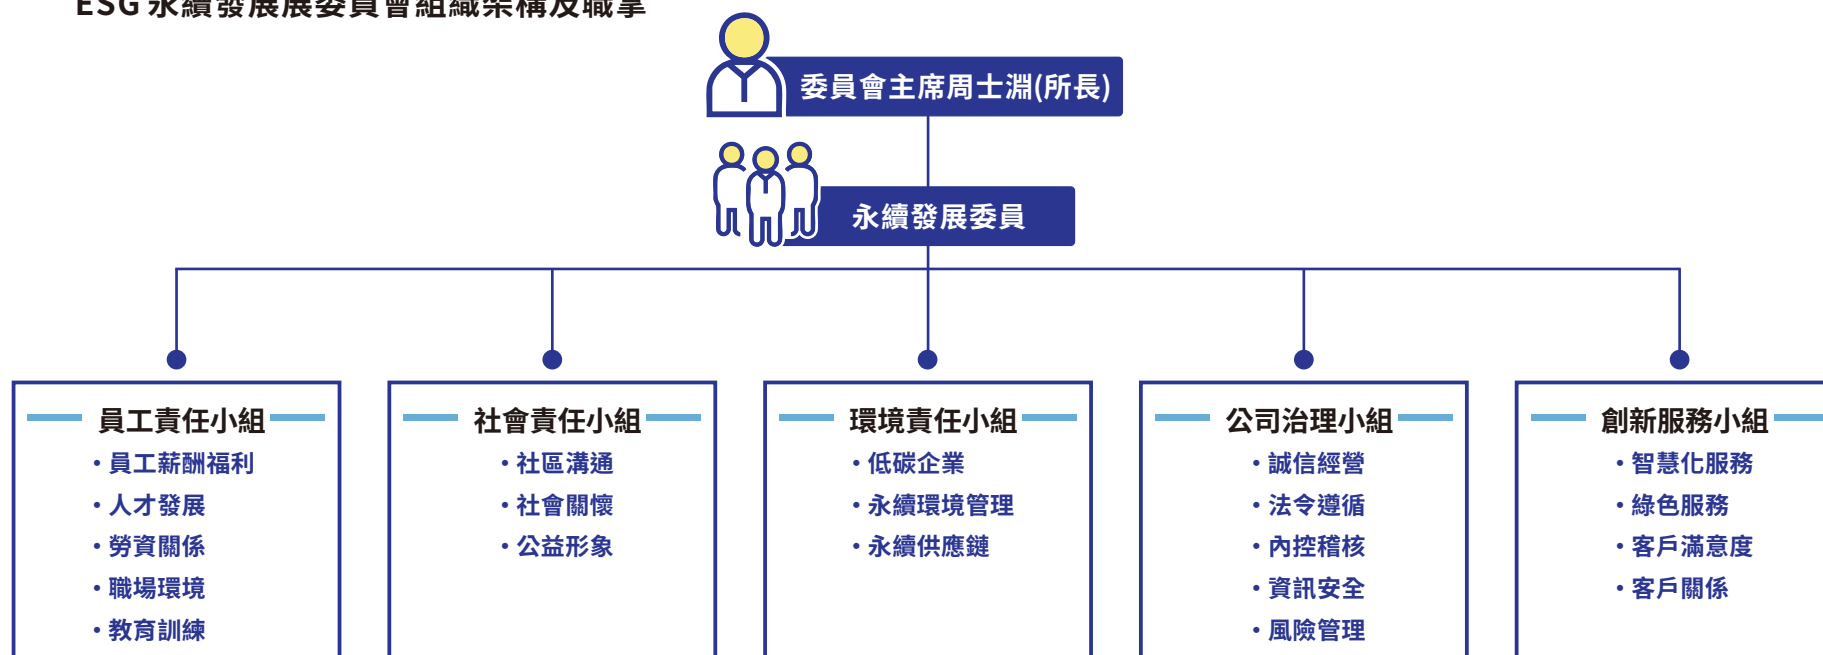 ESG 永續發展展委員會組織架構及職掌
委員會主席周士淵(所長)
永續發展委員
員工責任小組
・員工薪酬福利
・人才發展
・勞資關係
・職場環境
・教育訓練
社會責任小組
・社區溝通
・社會關懷
・公益形象
環境責任小組
・低碳企業
・永續環境管理
・永續供應鏈
公司治理小組
・誠信經營
・法令遵循
・內控稽核
・資訊安全
・風險管理
創新服務小組
・智慧化服務
・綠色服務
・客戶滿意度
・客戶關係